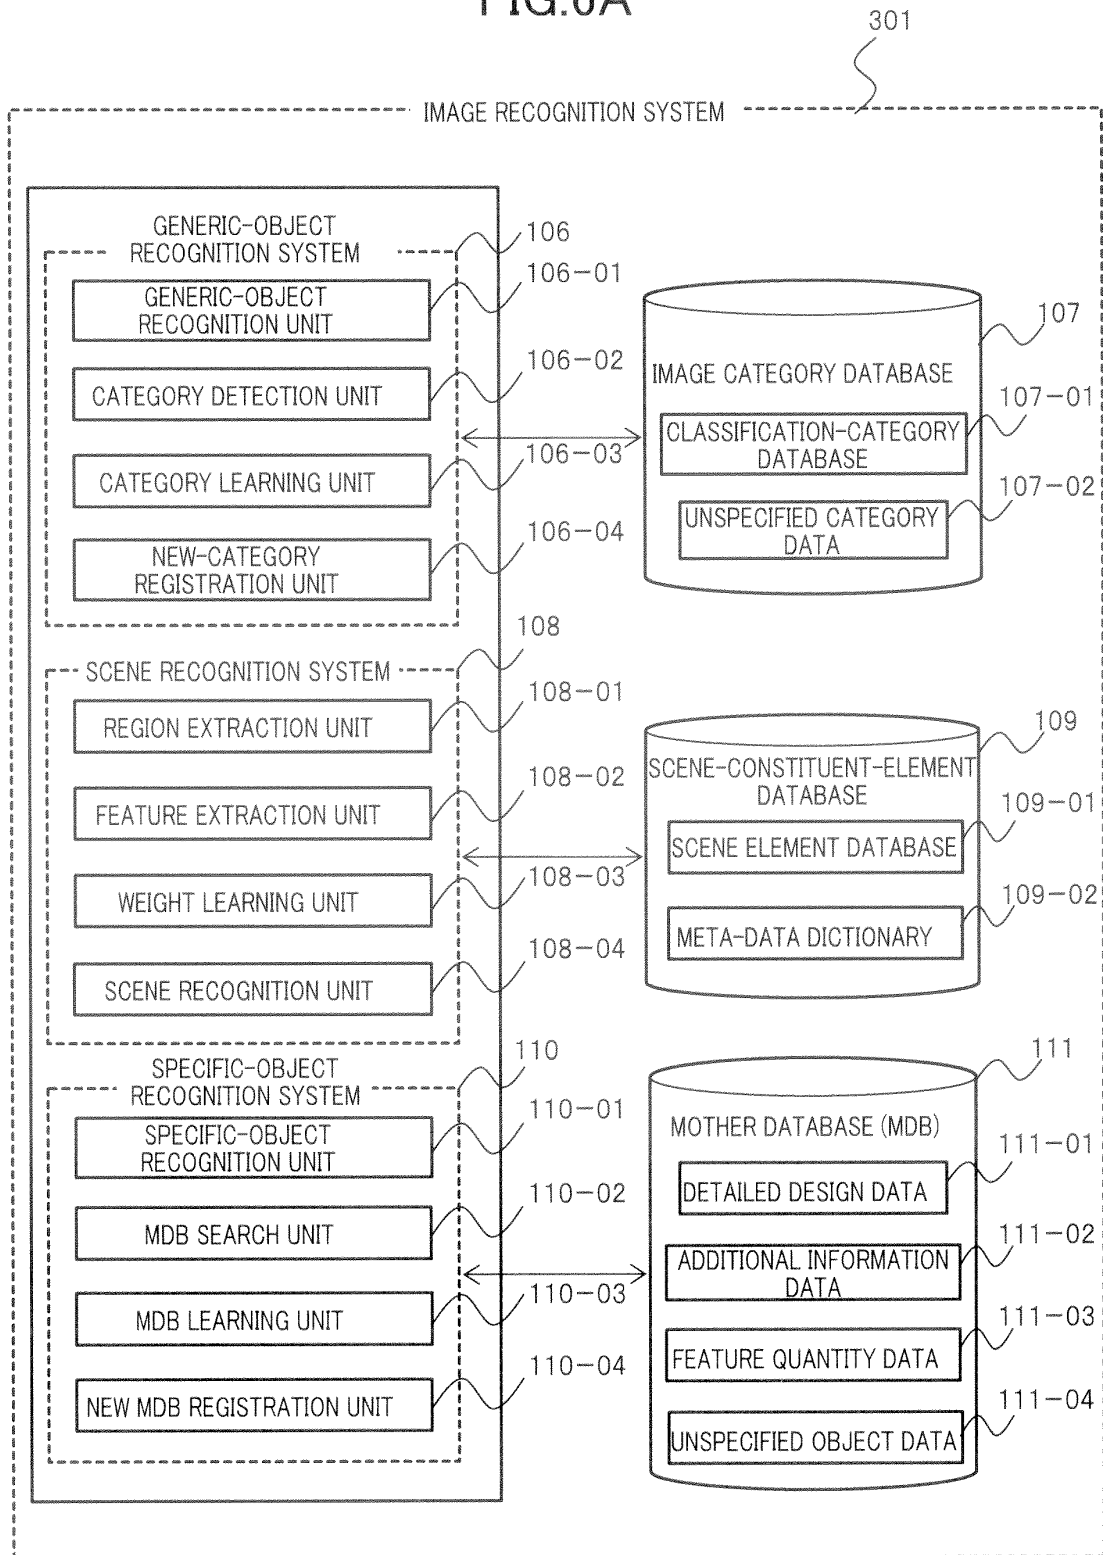 FIG.6A
301
IMAGE RECOGNITION SYSTEM
GENERIC-OBJECT
RECOGNITION SYSTEM
106
GENERIC-OBJECT
RECOGNITION UNIT
106-01
CATEGORY DETECTION UNIT
106-02
CATEGORY LEARNING UNIT
106-03
NEW-CATEGORY
REGISTRATION UNIT
106-04
107
IMAGE CATEGORY DATABASE
CLASSIFICATION-CATEGORY
DATABASE
107-01
UNSPECIFIED CATEGORY
DATA
107-02
SCENE RECOGNITION SYSTEM
108
REGION EXTRACTION UNIT
108-01
FEATURE EXTRACTION UNIT
108-02
WEIGHT LEARNING UNIT
108-03
SCENE RECOGNITION UNIT
108-04
109
SCENE-CONSTITUENT-ELEMENT
DATABASE
SCENE ELEMENT DATABASE
109-01
META-DATA DICTIONARY
109-02
SPECIFIC-OBJECT
RECOGNITION SYSTEM
110
SPECIFIC-OBJECT
RECOGNITION UNIT
110-01
MDB SEARCH UNIT
110-02
MDB LEARNING UNIT
110-03
NEW MDB REGISTRATION UNIT
110-04
111
MOTHER DATABASE (MDB)
DETAILED DESIGN DATA
111-01
ADDITIONAL INFORMATION
DATA
111-02
FEATURE QUANTITY DATA
111-03
UNSPECIFIED OBJECT DATA
111-04